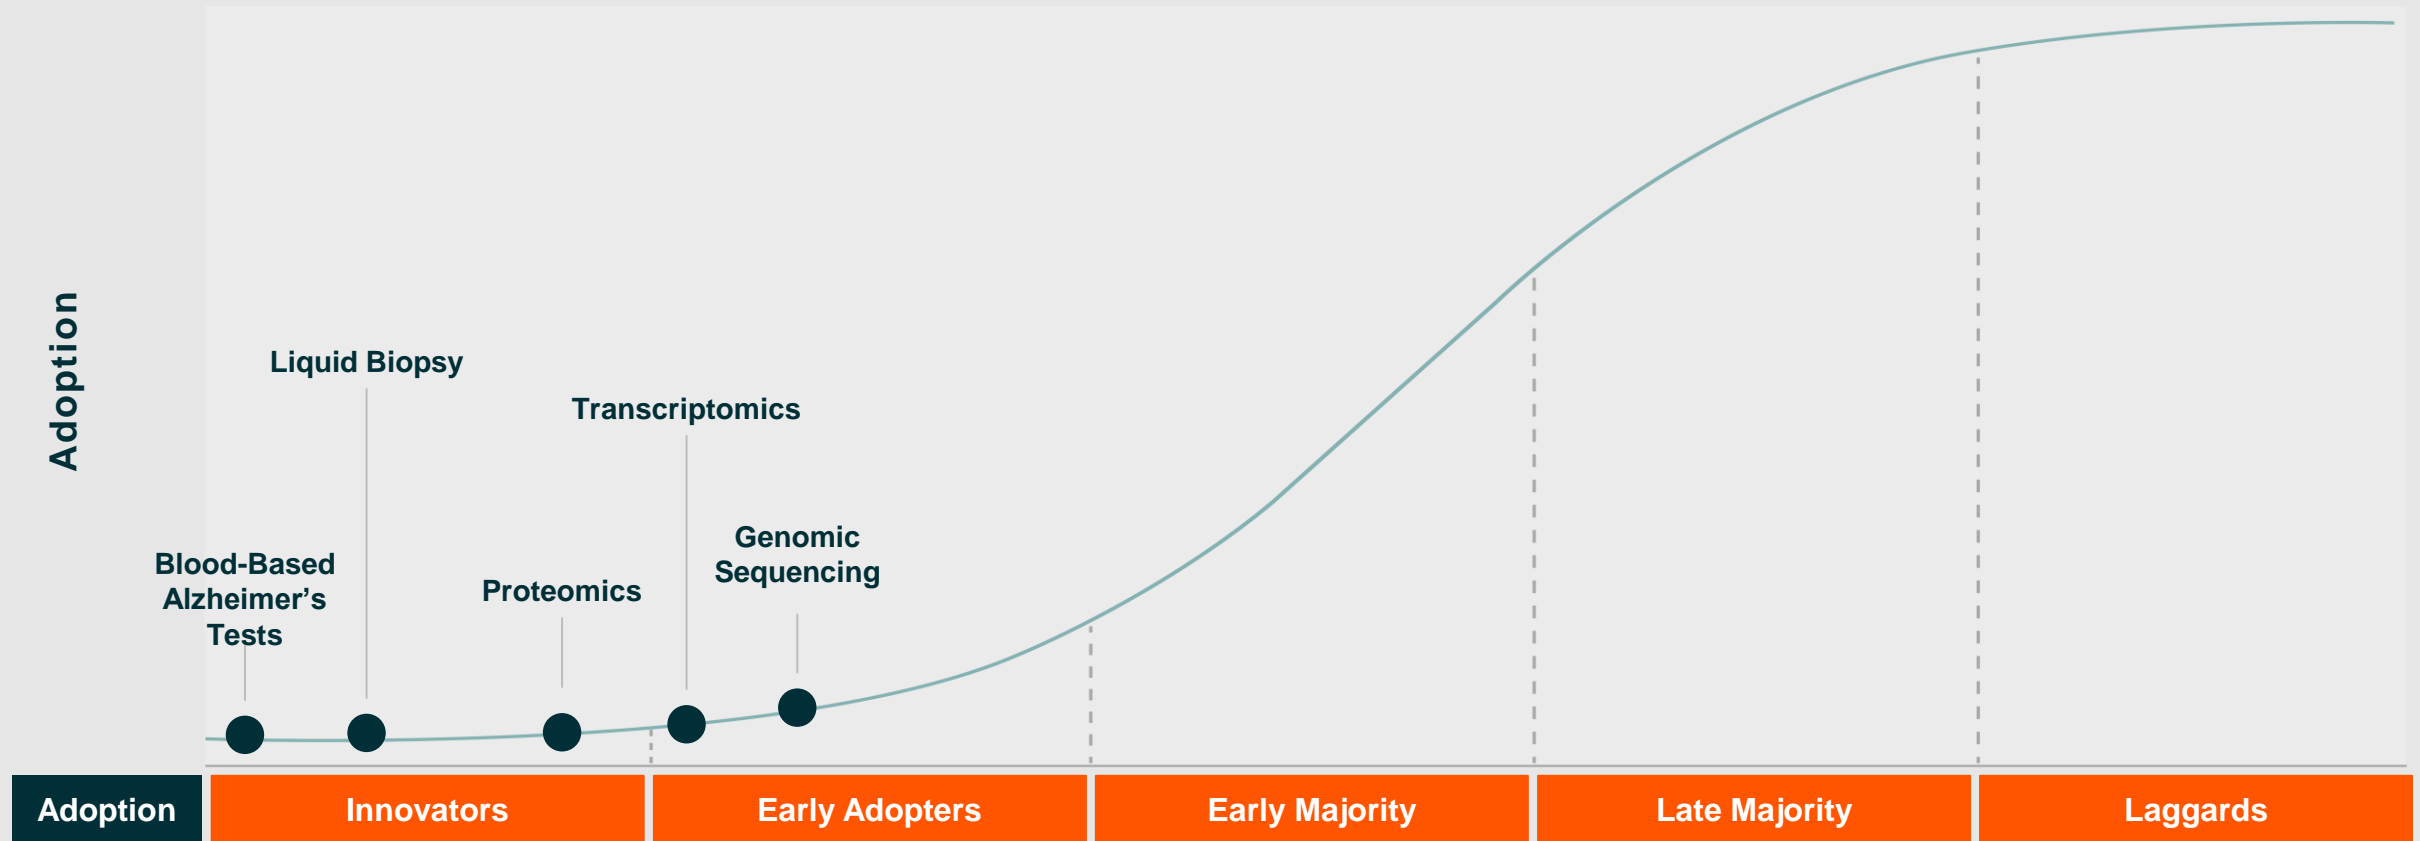 Adoption
Liquid Biopsy
Transcriptomics
Genomic
Sequencing
Blood-Based
Alzheimer’s
Tests
Proteomics
Adoption
Innovators
Early Adopters
Early Majority
Late Majority
Laggards